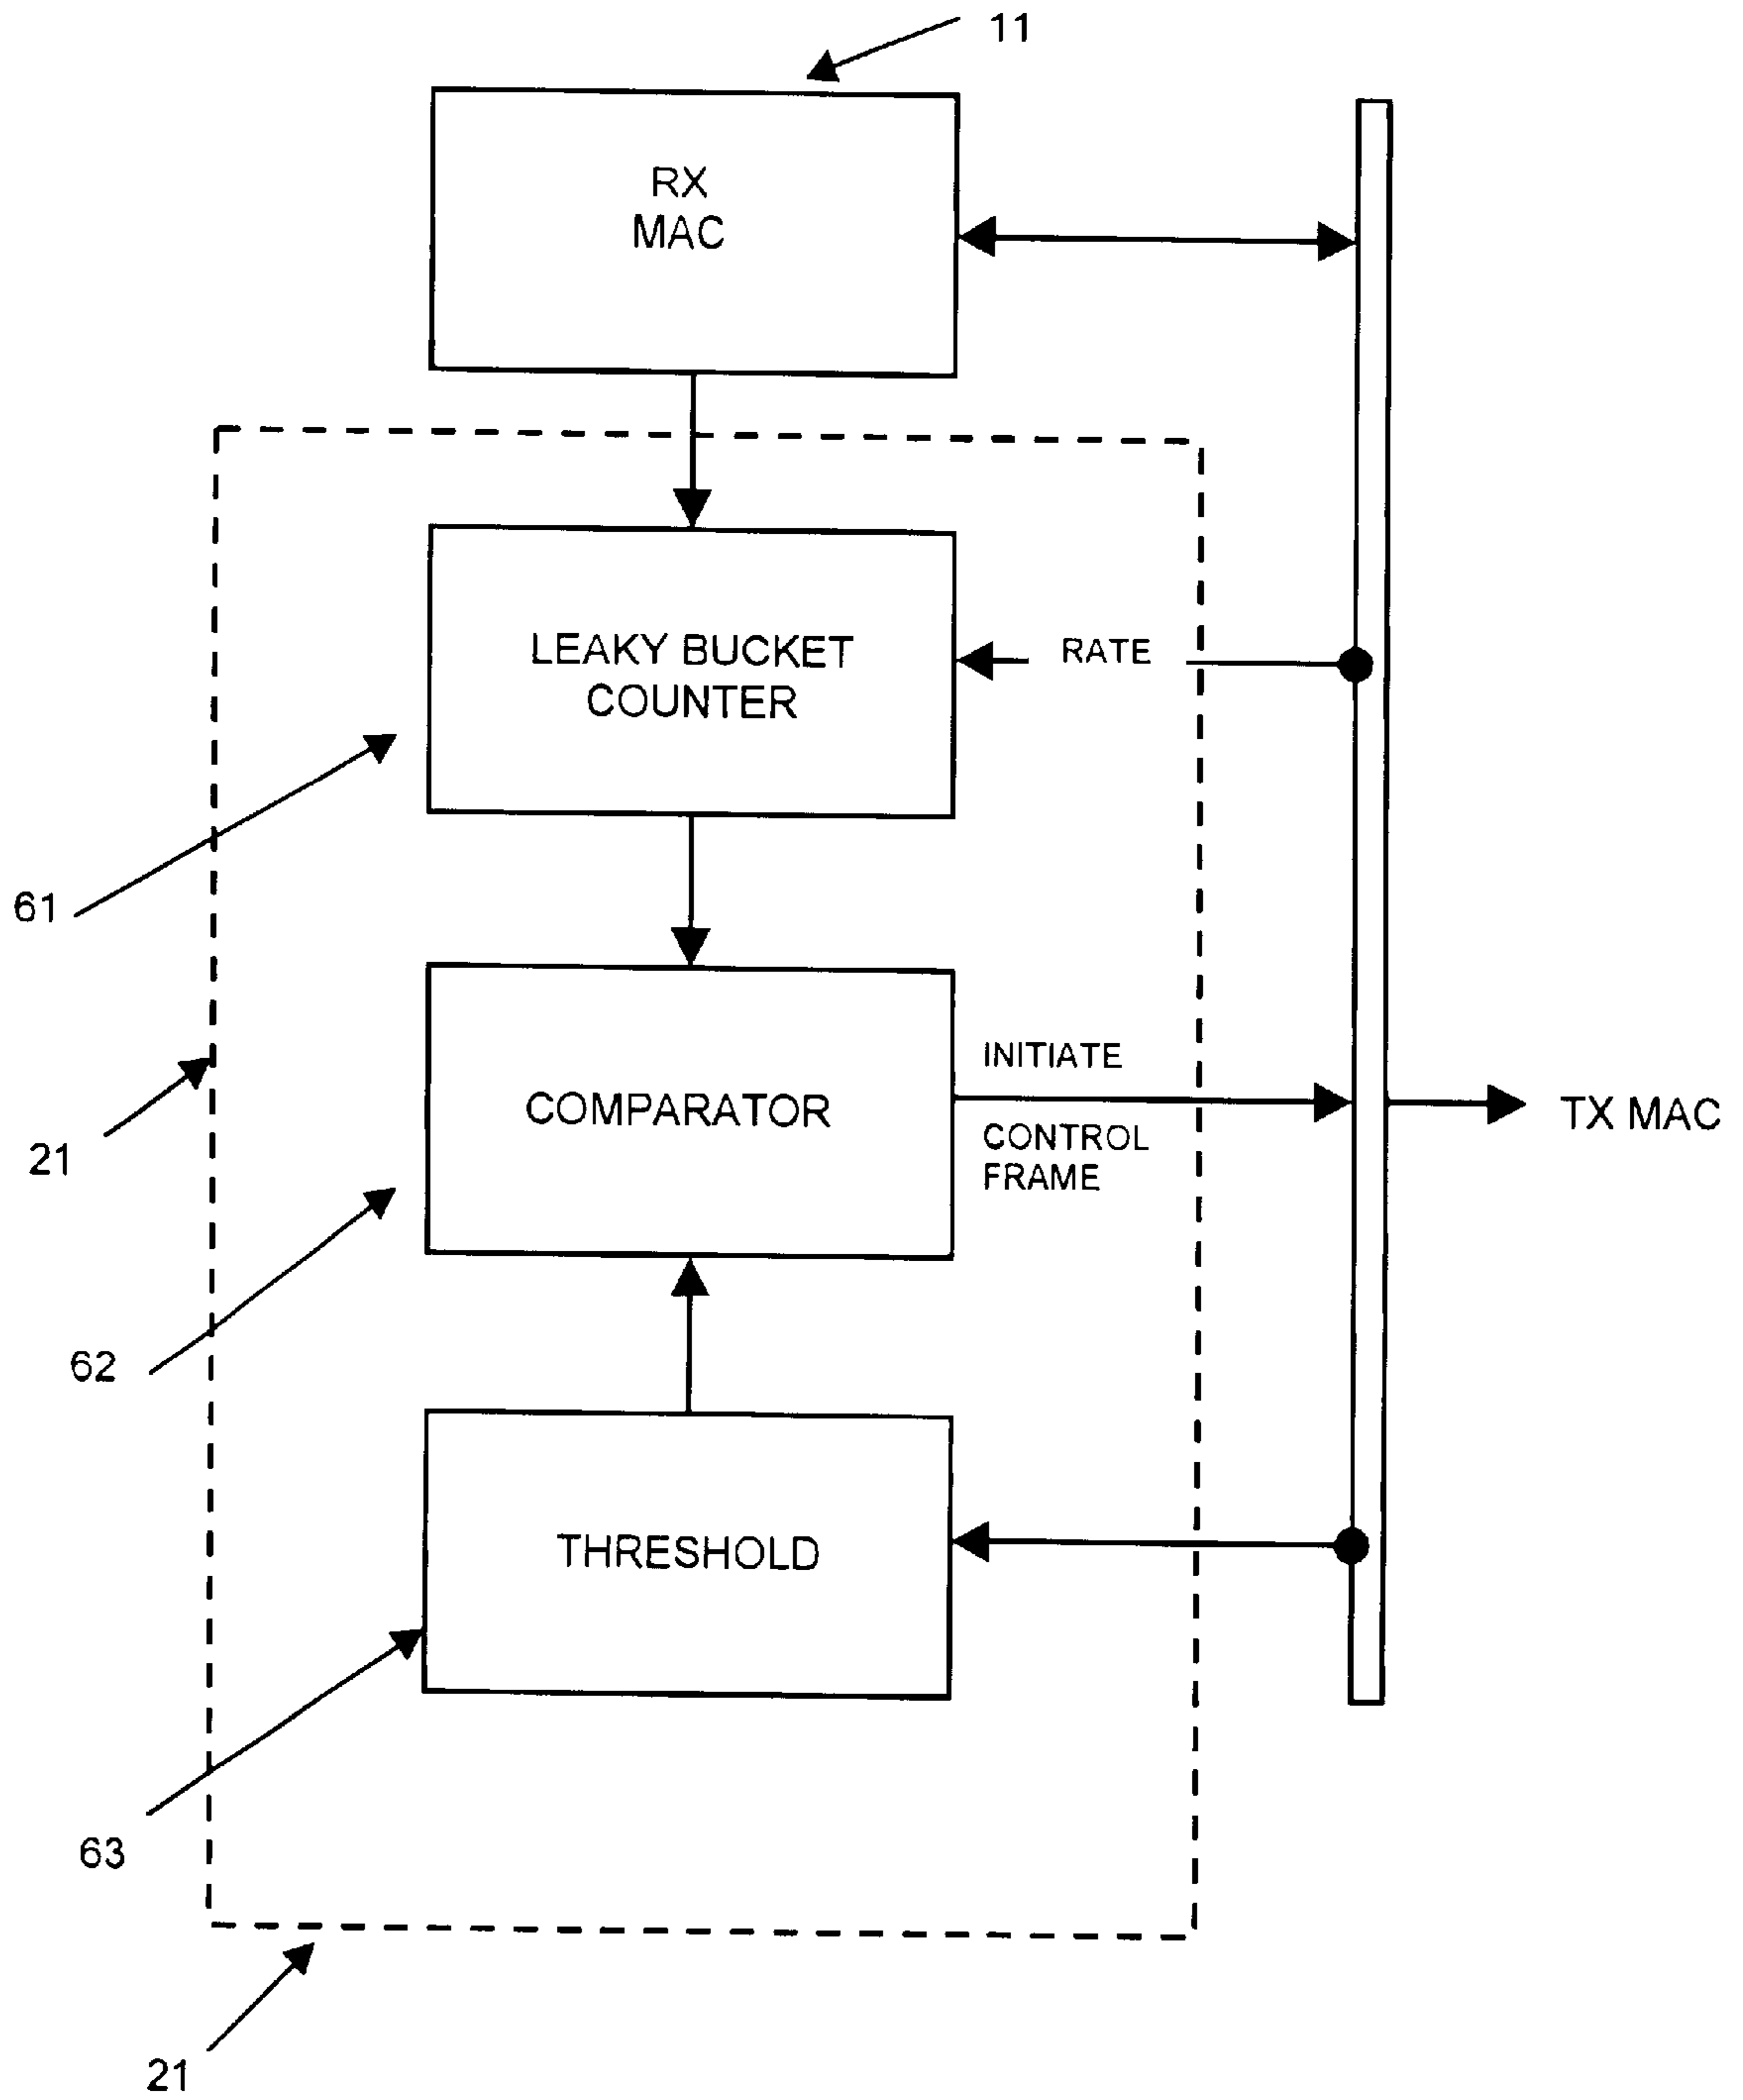 11
RX
MAC
LEAKY BUCKET
COUNTER
RATE
61
INITIATE
COMPARATOR
TX MAC
CONTROL
FRAME
21
62
THRESHOLD
63
21